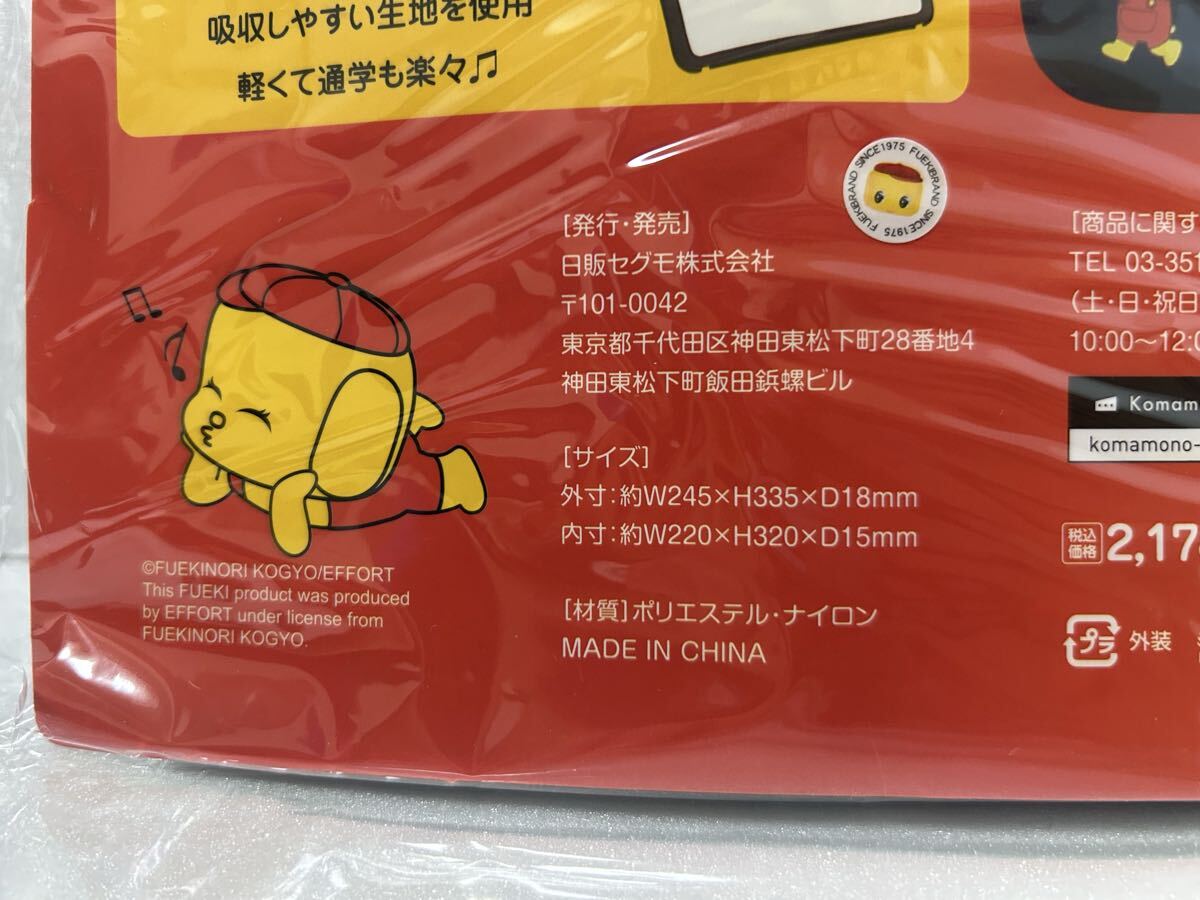 吸収しやすい生地を使用
軽くて通学も楽々♫
FUEKIBRAND SINCE1975 FUEKIBRAND SINCE1975
[発行・発売]
日販セグモ株式会社
〒101-0042
東京都千代田区神田東松下町28番地4
神田東松下町飯田鋲螺ビル
[サイズ]
外寸:約W245×H335×D18mm
内寸:約W220×H320×D15mm
[材質]ポリエステル・ナイロン
MADE IN CHINA
[商品に関す
TEL 03-351
(土・日・祝日
10:00〜12:0
Komam
komamono-
税込価格 2,17
プラ 外装
©FUEKINORI KOGYO/EFFORT
This FUEKI product was produced
by EFFORT under license from
FUEKINORI KOGYO.